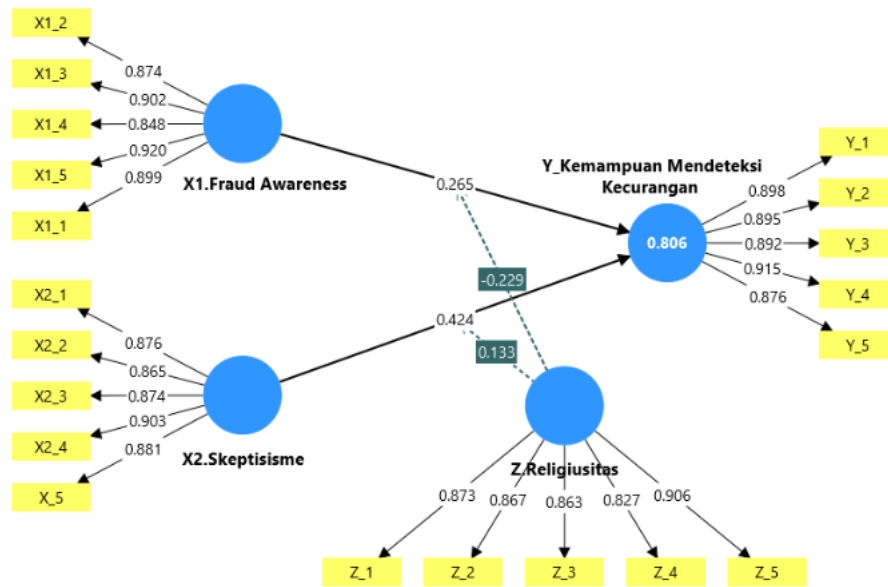 X1_2
X1_3
X1_4
X1_5
X1_1
0.874
0.902
0.848
0.920
0.899
X1.Fraud Awareness
X2_1
X2_2
X2_3
X2_4
X_5
0.876
0.865
0.874
0.903
0.881
X2.Skeptisisme
0.265
-0.229
0.424
0.133
Y_Kemampuan Mendeteksi
Kecurangan
0.806
0.898
0.895
0.892
0.915
0.876
Y_1
Y_2
Y_3
Y_4
Y_5
Z.Religiusitas
0.873
0.867
0.863
0.827
0.906
Z_1
Z_2
Z_3
Z_4
Z_5